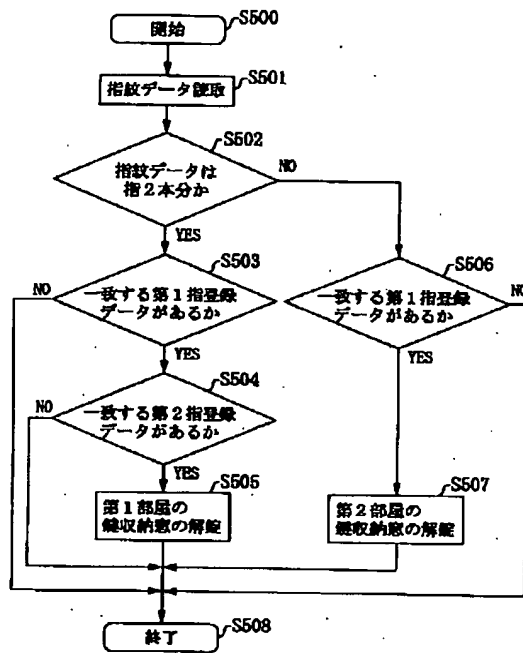 S500
開始
S501
指紋データ読取
S502
指紋データは
指2本分か
NO
YES
S503
NO
一致する第1指登録
データがあるか
YES
S506
一致する第1指登録
データがあるか
NO
YES
S504
NO
一致する第2指登録
データがあるか
YES
S505
第1部屋の
鍵収納窓の解錠
S507
第2部屋の
鍵収納窓の解錠
S508
終了